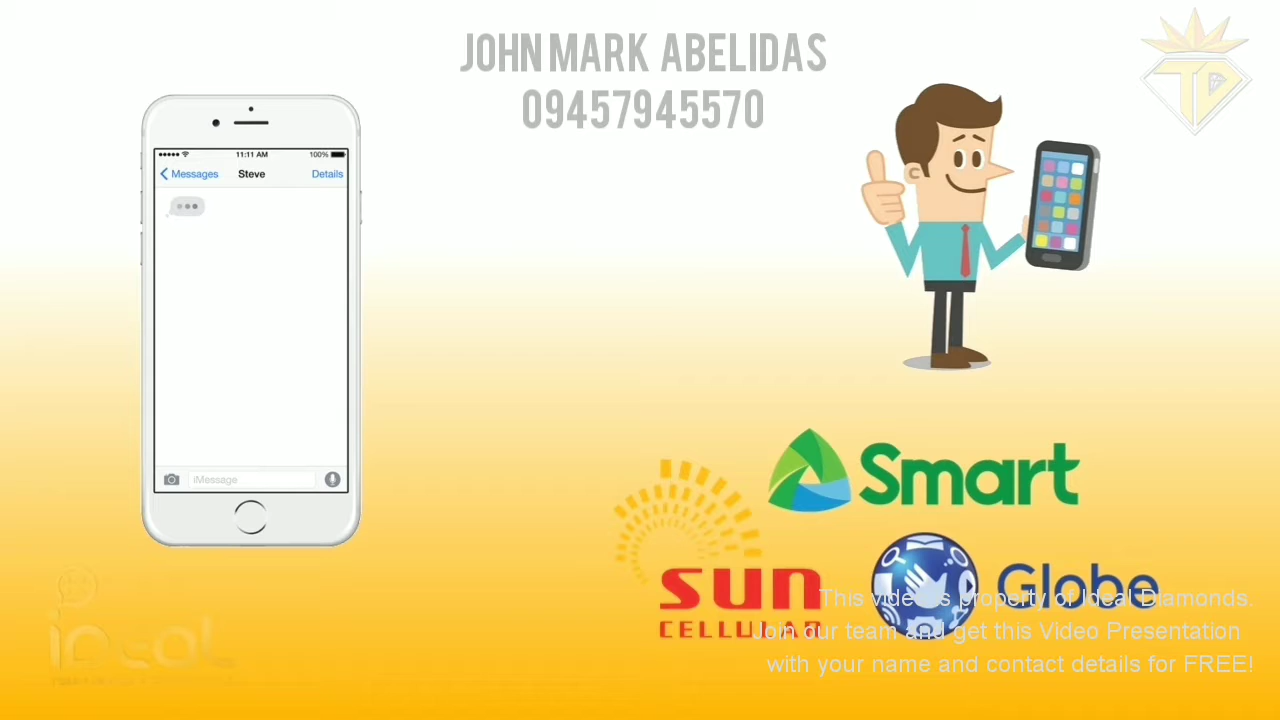 JOHN MARK ABELIDAS
09457945570
TD
11:11 AM
100%
Messages
Steve
Details
iMessage
Smart
sun
CELLULAR
Globe
This video is property of Ideal Diamonds.
Join our team and get this Video Presentation
with your name and contact details for FREE!
ideal